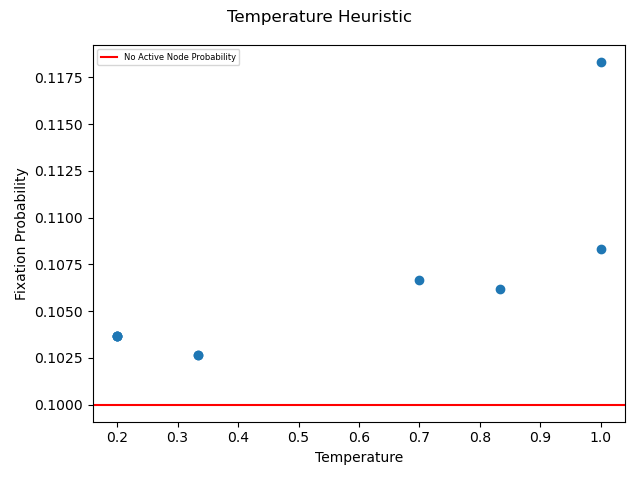 Temperature Heuristic
No Active Node Probability
Fixation Probability
0.1175
0.1150
0.1125
0.1100
0.1075
0.1050
0.1025
0.1000
0.2 0.3 0.4 0.5 0.6 0.7 0.8 0.9 1.0
Temperature